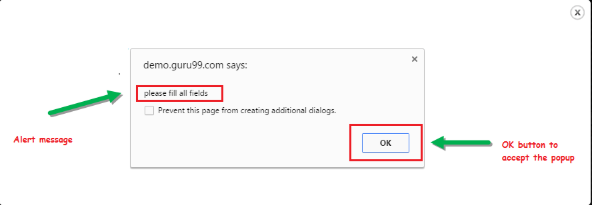 demo.guru99.com says:
please fill all fields
Prevent this page from creating additional dialogs.
Alert message
OK
OK button to
accept the popup